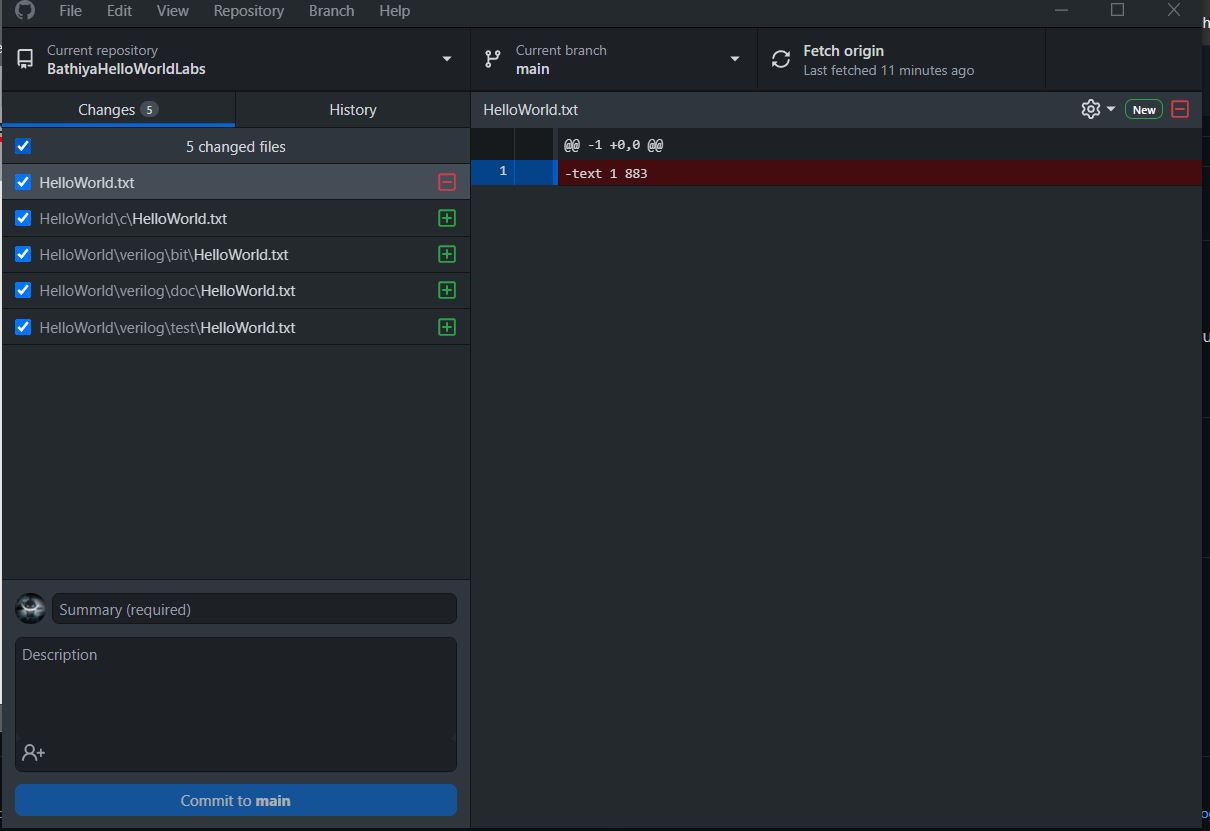 File Edit View Repository Branch Help
Current repository
BathiyaHelloWorldLabs
Current branch
main
Fetch origin
Last fetched 11 minutes ago
Changes 5
History
5 changed files
HelloWorld.txt
HelloWorld\c\HelloWorld.txt
HelloWorld\verilog\bit\HelloWorld.txt
HelloWorld\verilog\doc\HelloWorld.txt
HelloWorld\verilog\test\HelloWorld.txt
Summary (required)
Description
Commit to main
HelloWorld.txt
New
@@ -1 +0,0 @@
1 -text 1 883